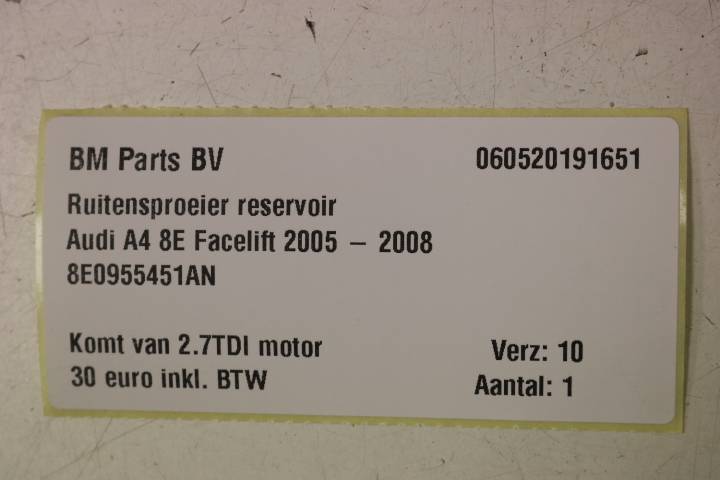 BM Parts BV 060520191651
Ruitensproeier reservoir
Audi A4 8E Facelift 2005 – 2008
8E0955451AN
Komt van 2.7TDI motor Verz: 10
30 euro inkl. BTW Aantal: 1